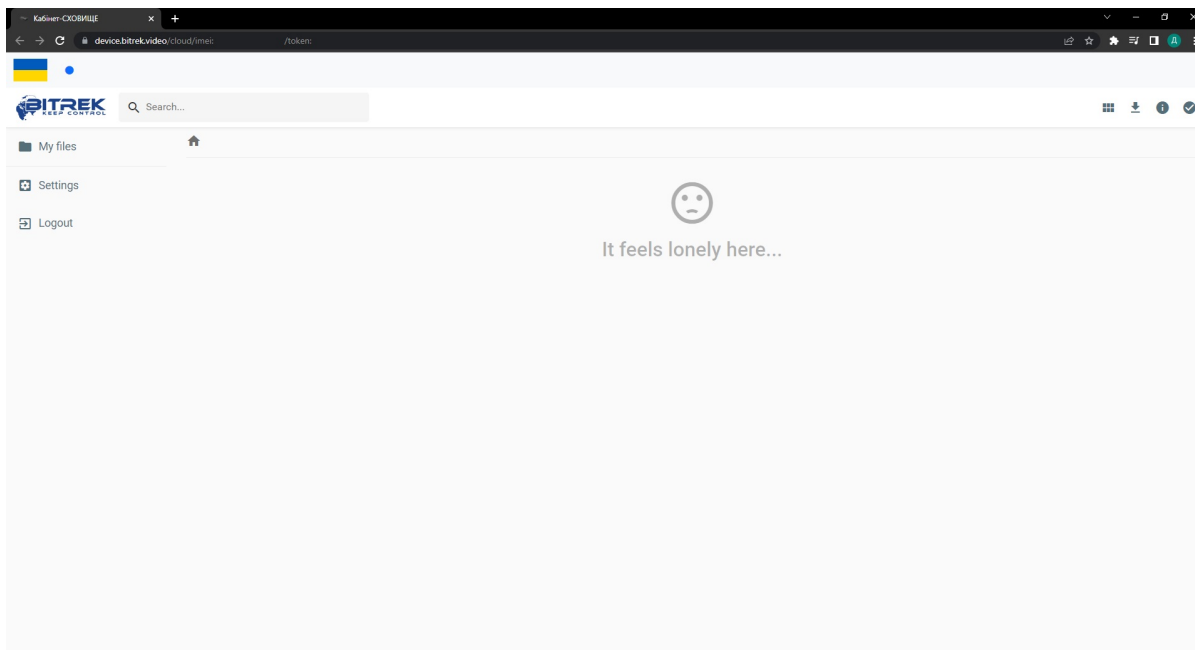 Кабінет-СХОВИЩЕ
device.bitrek.video/cloud/imei: /token:
Д
BITREK
KEEP CONTROL
Search...
My files
Settings
Logout
It feels lonely here...